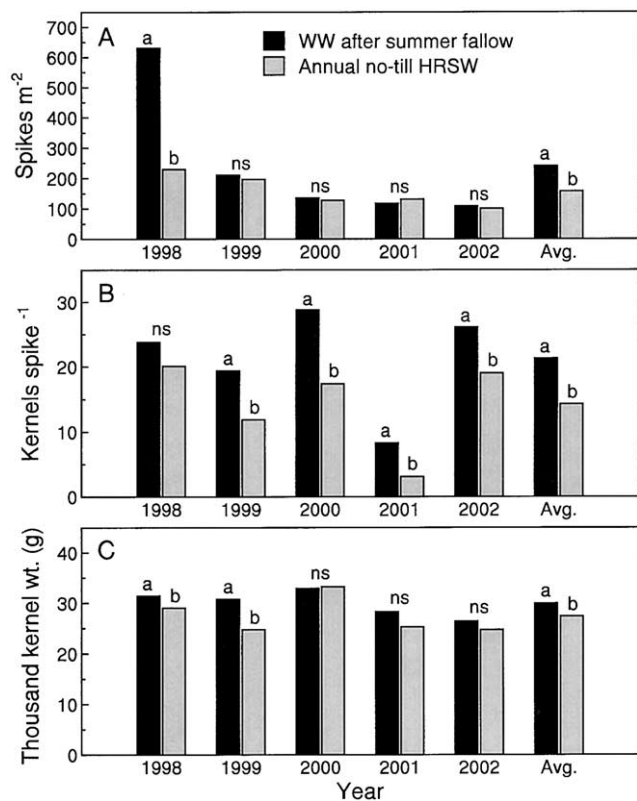 A
WW after summer fallow
Annual no-till HRSW
Spikes m⁻²
700
600
500
400
300
200
100
0
a
b
ns
ns
ns
ns
a
b
1998 1999 2000 2001 2002 Avg.
B
Kernels spike ⁻¹
30
20
10
0
ns
a
b
a
b
a
b
a
b
a
b
1998 1999 2000 2001 2002 Avg.
C
Thousand kernel wt. (g)
40
30
25
0
a
b
a
b
ns
ns
ns
a
b
1998 1999 2000 2001 2002 Avg.
Year